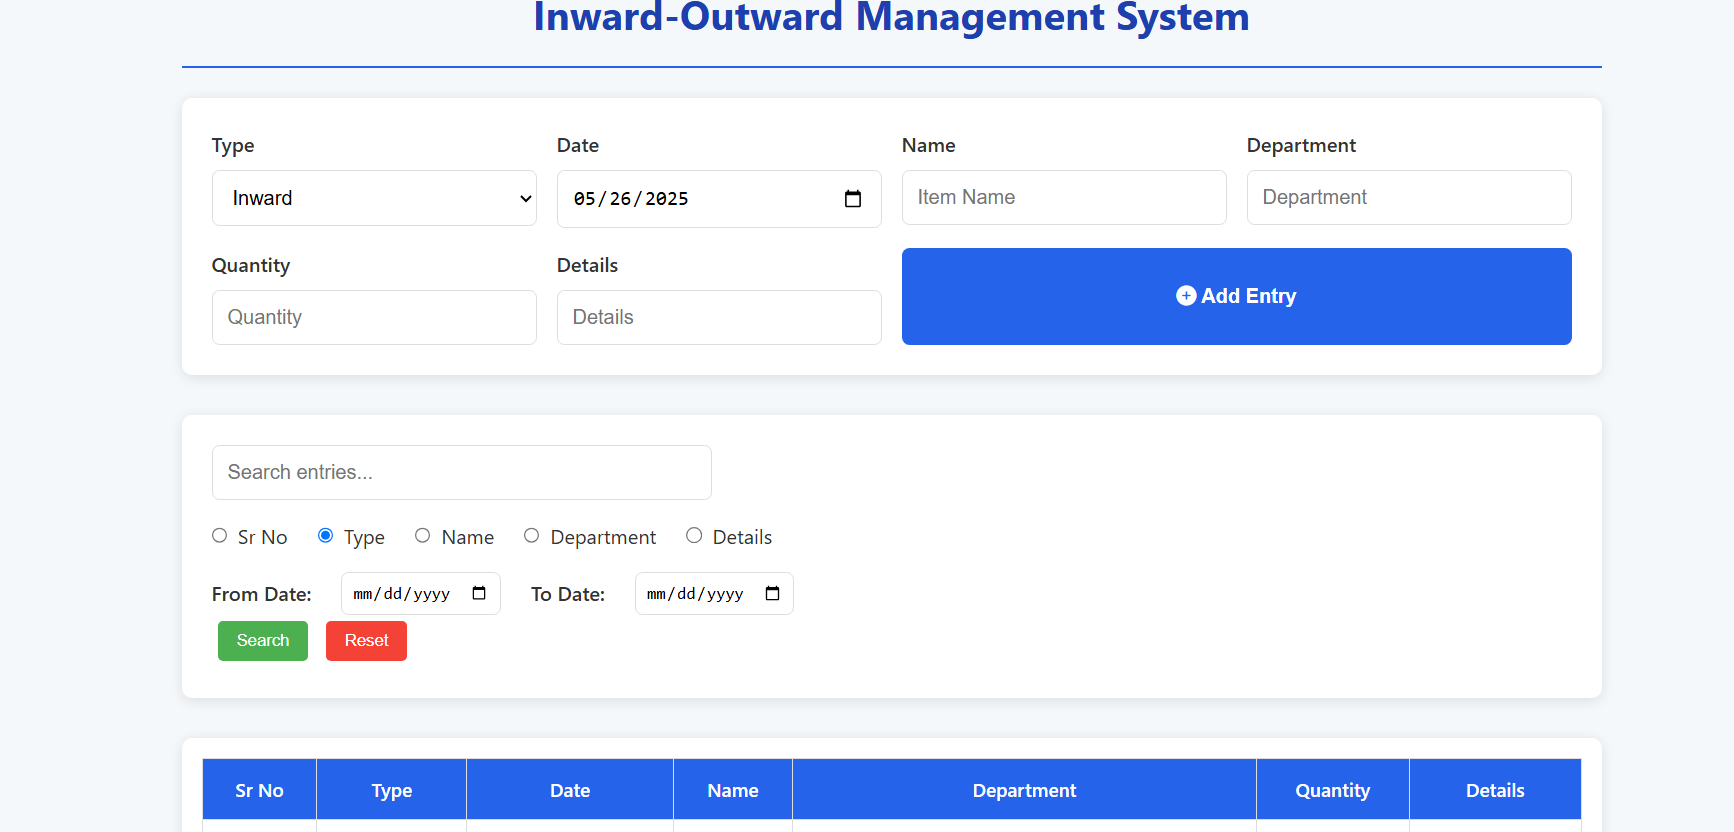 Inward-Outward Management System
Type Date Name Department
Inward 05/26/2025 Item Name Department
Quantity Details
Quantity Details Add Entry
Search entries...
Sr No Type Name Department Details
From Date: mm/dd/yyyy To Date: mm/dd/yyyy
Search Reset
Sr No Type Date Name Department Quantity Details